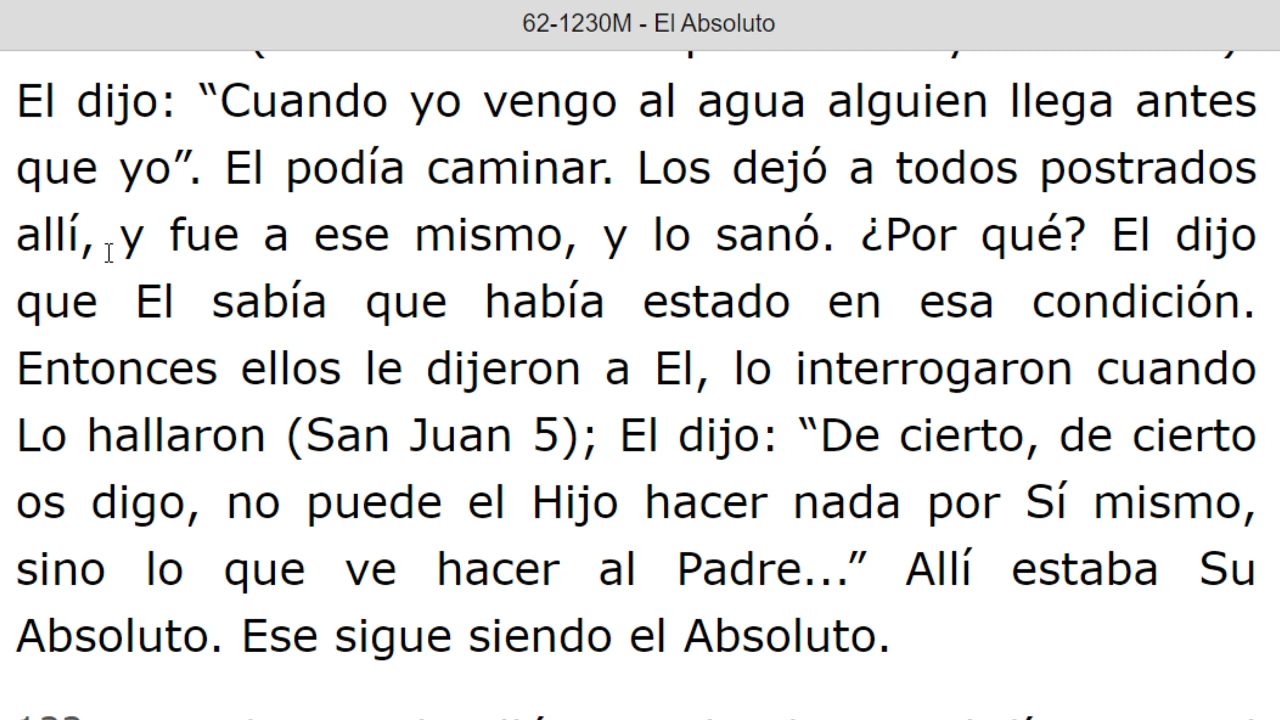 62-1230M - El Absoluto
El dijo: “Cuando yo vengo al agua alguien llega antes
que yo”. El podía caminar. Los dejó a todos postrados
allí, y fue a ese mismo, y lo sanó. ¿Por qué? El dijo
que El sabía que había estado en esa condición.
Entonces ellos le dijeron a El, lo interrogaron cuando
Lo hallaron (San Juan 5); El dijo: “De cierto, de cierto
os digo, no puede el Hijo hacer nada por Sí mismo,
sino lo que ve hacer al Padre...” Allí estaba Su
Absoluto. Ese sigue siendo el Absoluto.